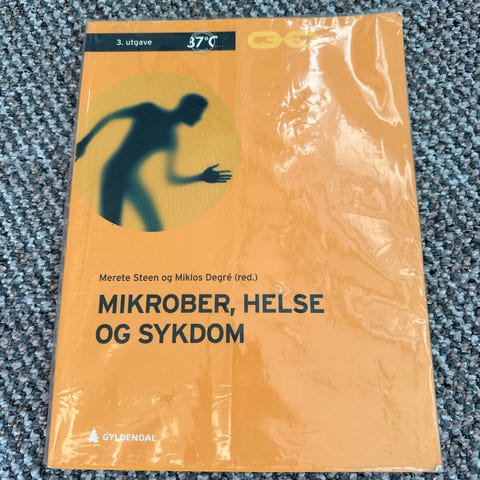 3. utgave
37°C
Merete Steen og Miklos Degré (red.)
MIKROBER, HELSE
OG SYKDOM
GYLDENDAL